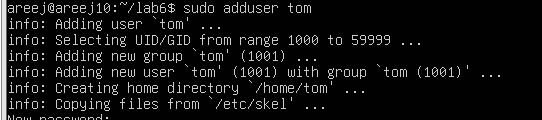 areej@areej10:~/lab6$ sudo adduser tom
info: Adding user `tom' ...
info: Selecting UID/GID from range 1000 to 59999 ...
info: Adding new group `tom' (1001) ...
info: Adding new user `tom' (1001) with group `tom (1001)' ...
info: Creating home directory `/home/tom' ...
info: Copying files from `/etc/skel' ...
New password: